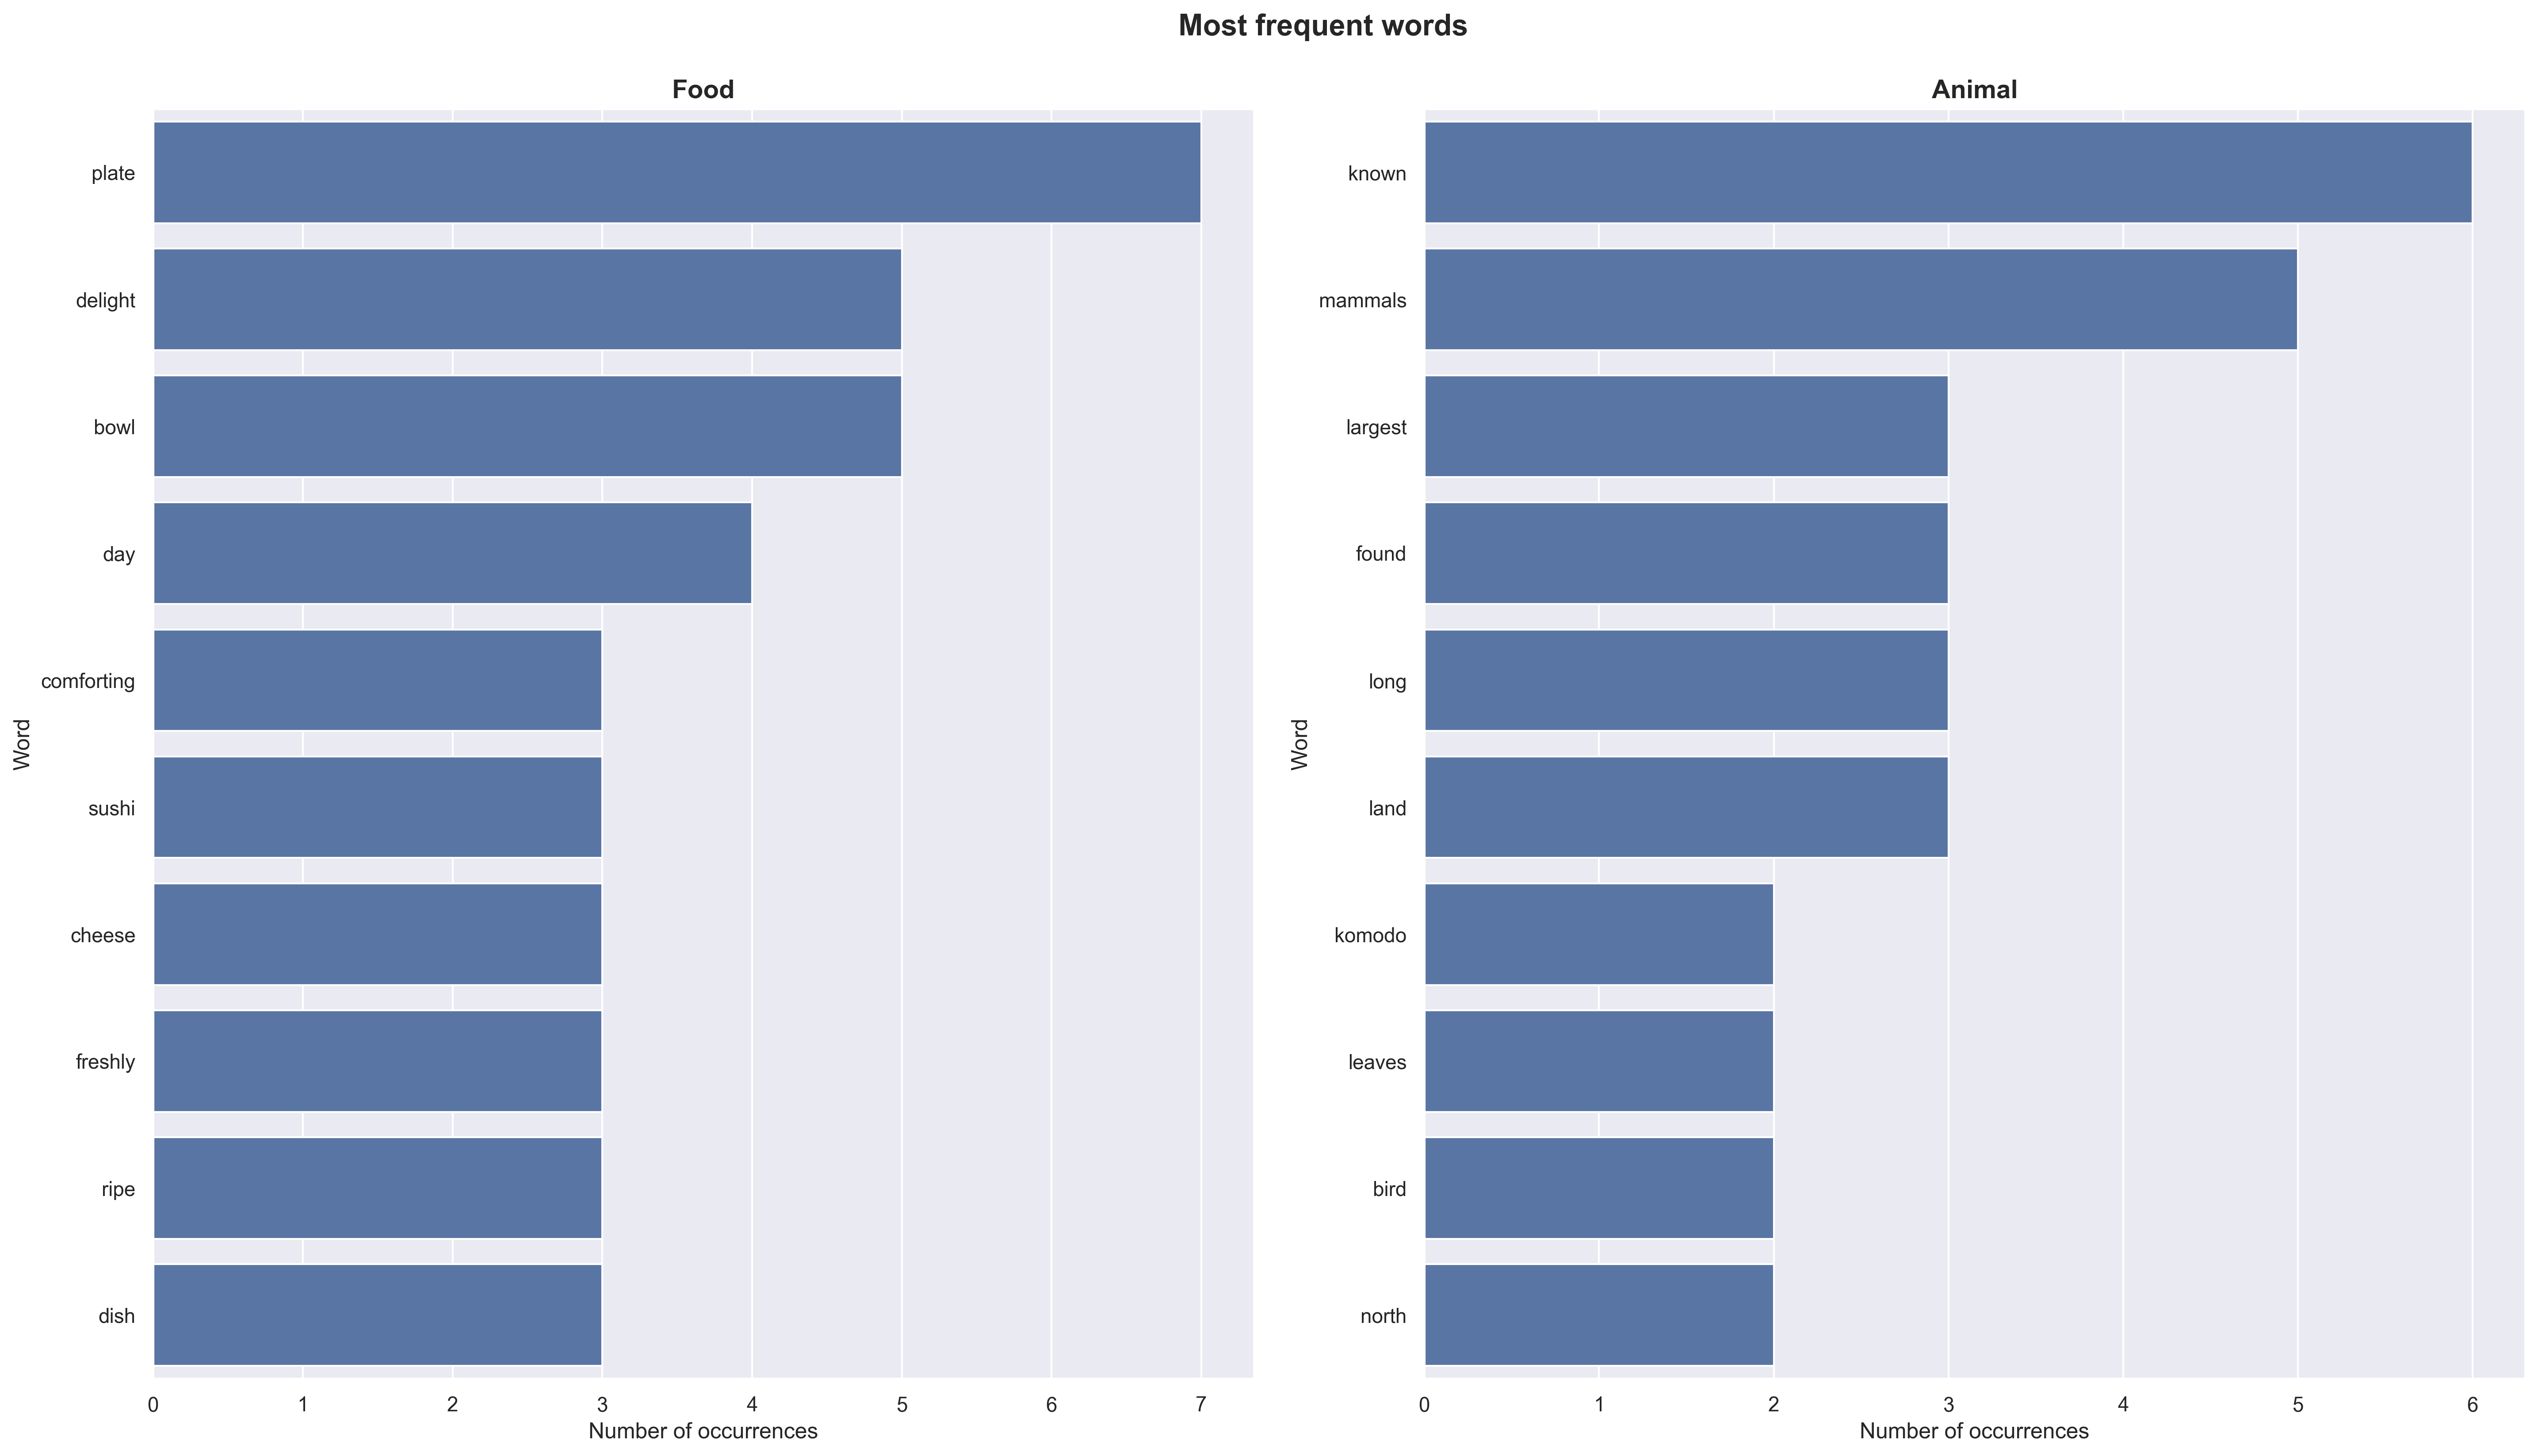 Most frequent words
Food
plate
delight
bowl
day
comforting
sushi
cheese
freshly
ripe
dish
Word
0 1 2 3 4 5 6 7
Number of occurrences
Animal
known
mammals
largest
found
long
land
komodo
leaves
bird
north
Word
0 1 2 3 4 5 6
Number of occurrences